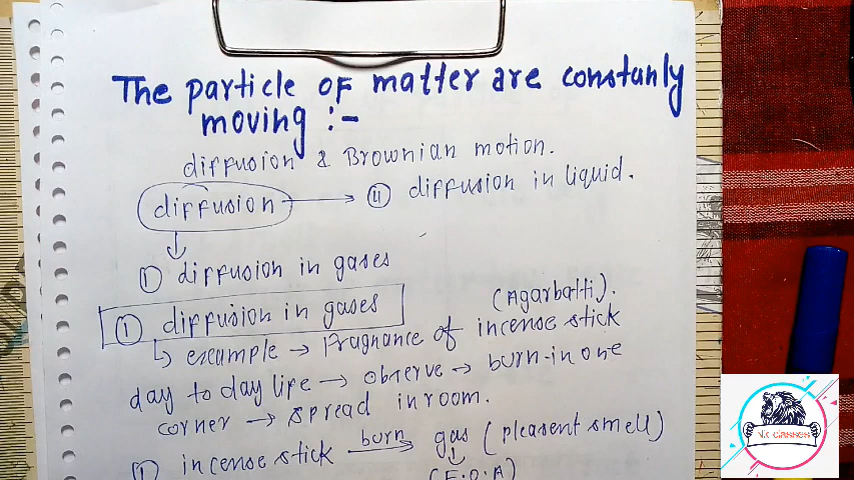 The particle of matter are constanly
moving :-
diffusion & Brownian motion.
diffusion → (II) diffusion in liquid.
(I) diffusion in gases
(I) diffusion in gases
(Agarbatti).
↳ example → Fragnance of incense stick
day to day life → observe → burn-in one
corner → spread in room.
(I) incense stick burn→ gas (pleasent smell)
(F.O.A)
V.K classes